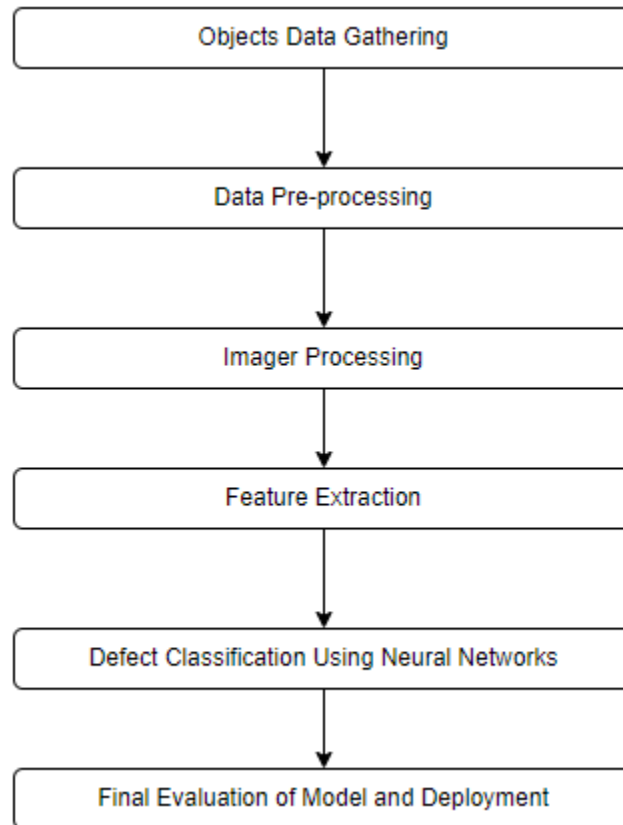 Objects Data Gathering
Data Pre-processing
Imager Processing
Feature Extraction
Defect Classification Using Neural Networks
Final Evaluation of Model and Deployment